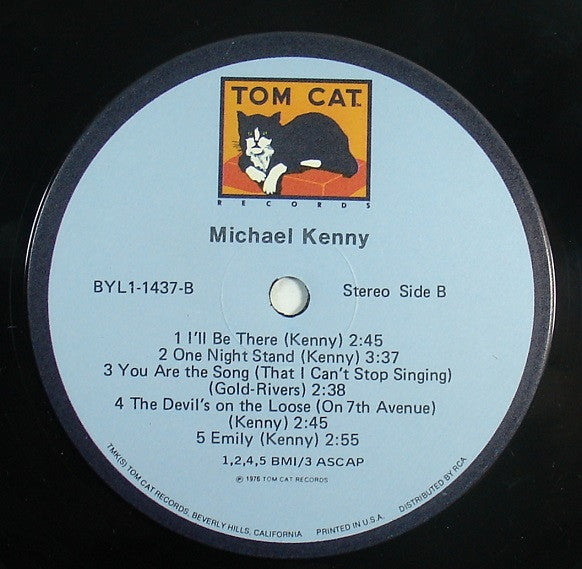 TOM CAT™
RECORDS
Michael Kenny
BYL1-1437-B
Stereo Side B
1 I'll Be There (Kenny) 2:45
2 One Night Stand (Kenny) 3:37
3 You Are the Song (That I Can't Stop Singing)
(Gold-Rivers) 2:38
4 The Devil's on the Loose (On 7th Avenue)
(Kenny) 2:45
5 Emily (Kenny) 2:55
1,2,4,5 BMI/3 ASCAP
℗ 1976 TOM CAT RECORDS
TMK(S) TOM CAT RECORDS, BEVERLY HILLS, CALIFORNIA PRINTED IN U.S.A. DISTRIBUTED BY RCA